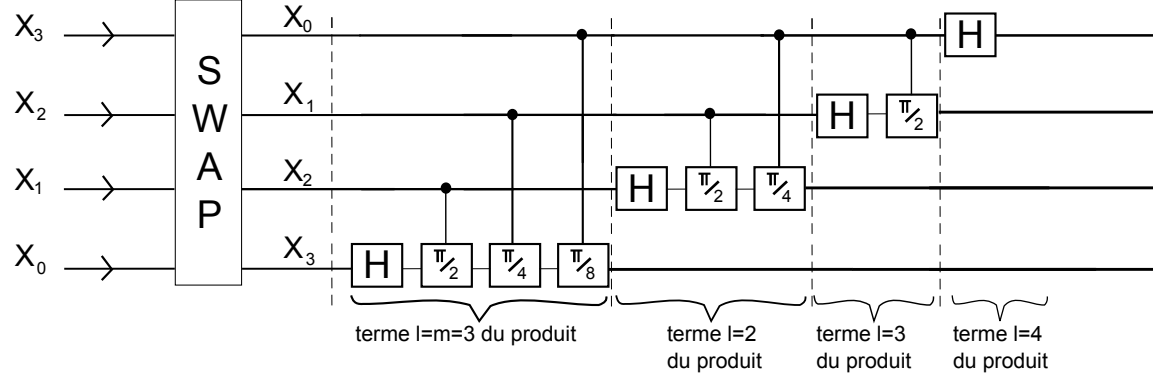 X₃
X₀
X₂
X₁
X₁
X₂
X₀
X₃
S
W
A
P
H
π/2
π/4
π/8
H
π/2
π/4
H
π/2
H
terme l=m=3 du produit
terme l=2
du produit
terme l=3
du produit
terme l=4
du produit